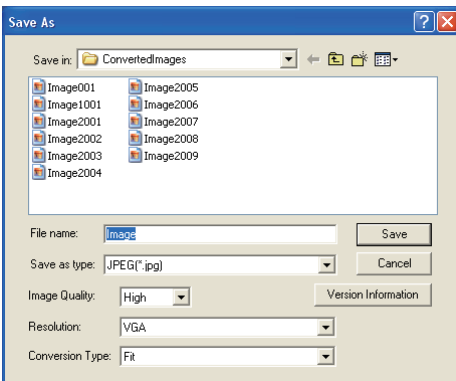 Save As
Save in: ConvertedImages
Image001 Image2005
Image1001 Image2006
Image2001 Image2007
Image2002 Image2008
Image2003 Image2009
Image2004
File name: Image Save
Save as type: JPEG(*.jpg) Cancel
Image Quality: High Version Information
Resolution: VGA
Conversion Type: Fit